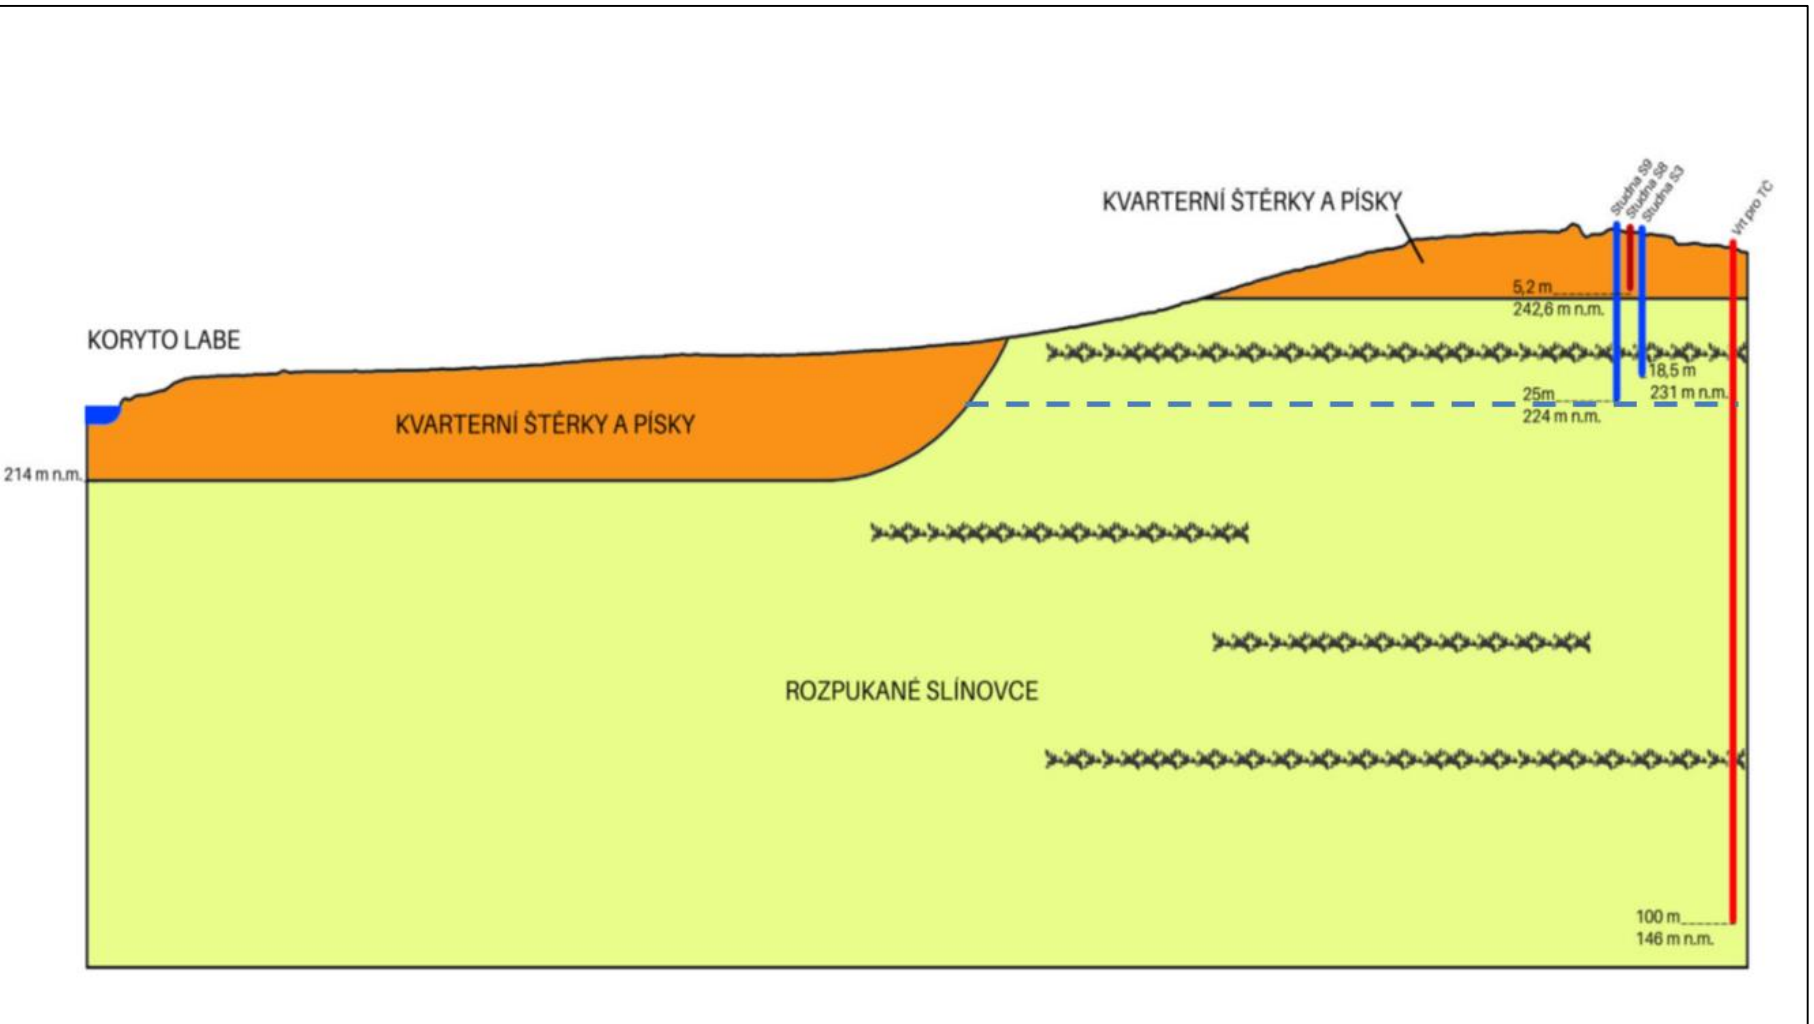 Studna S9
Studna S8
Studna S3
Vrt pro TČ
KVARTERNÍ ŠTĚRKY A PÍSKY
5,2 m
242,6 m n.m.
KORYTO LABE
18,5 m
231 m n.m.
25m
224 m n.m.
KVARTERNÍ ŠTĚRKY A PÍSKY
214 m n.m.
ROZPUKANÉ SLÍNOVCE
100 m
146 m n.m.